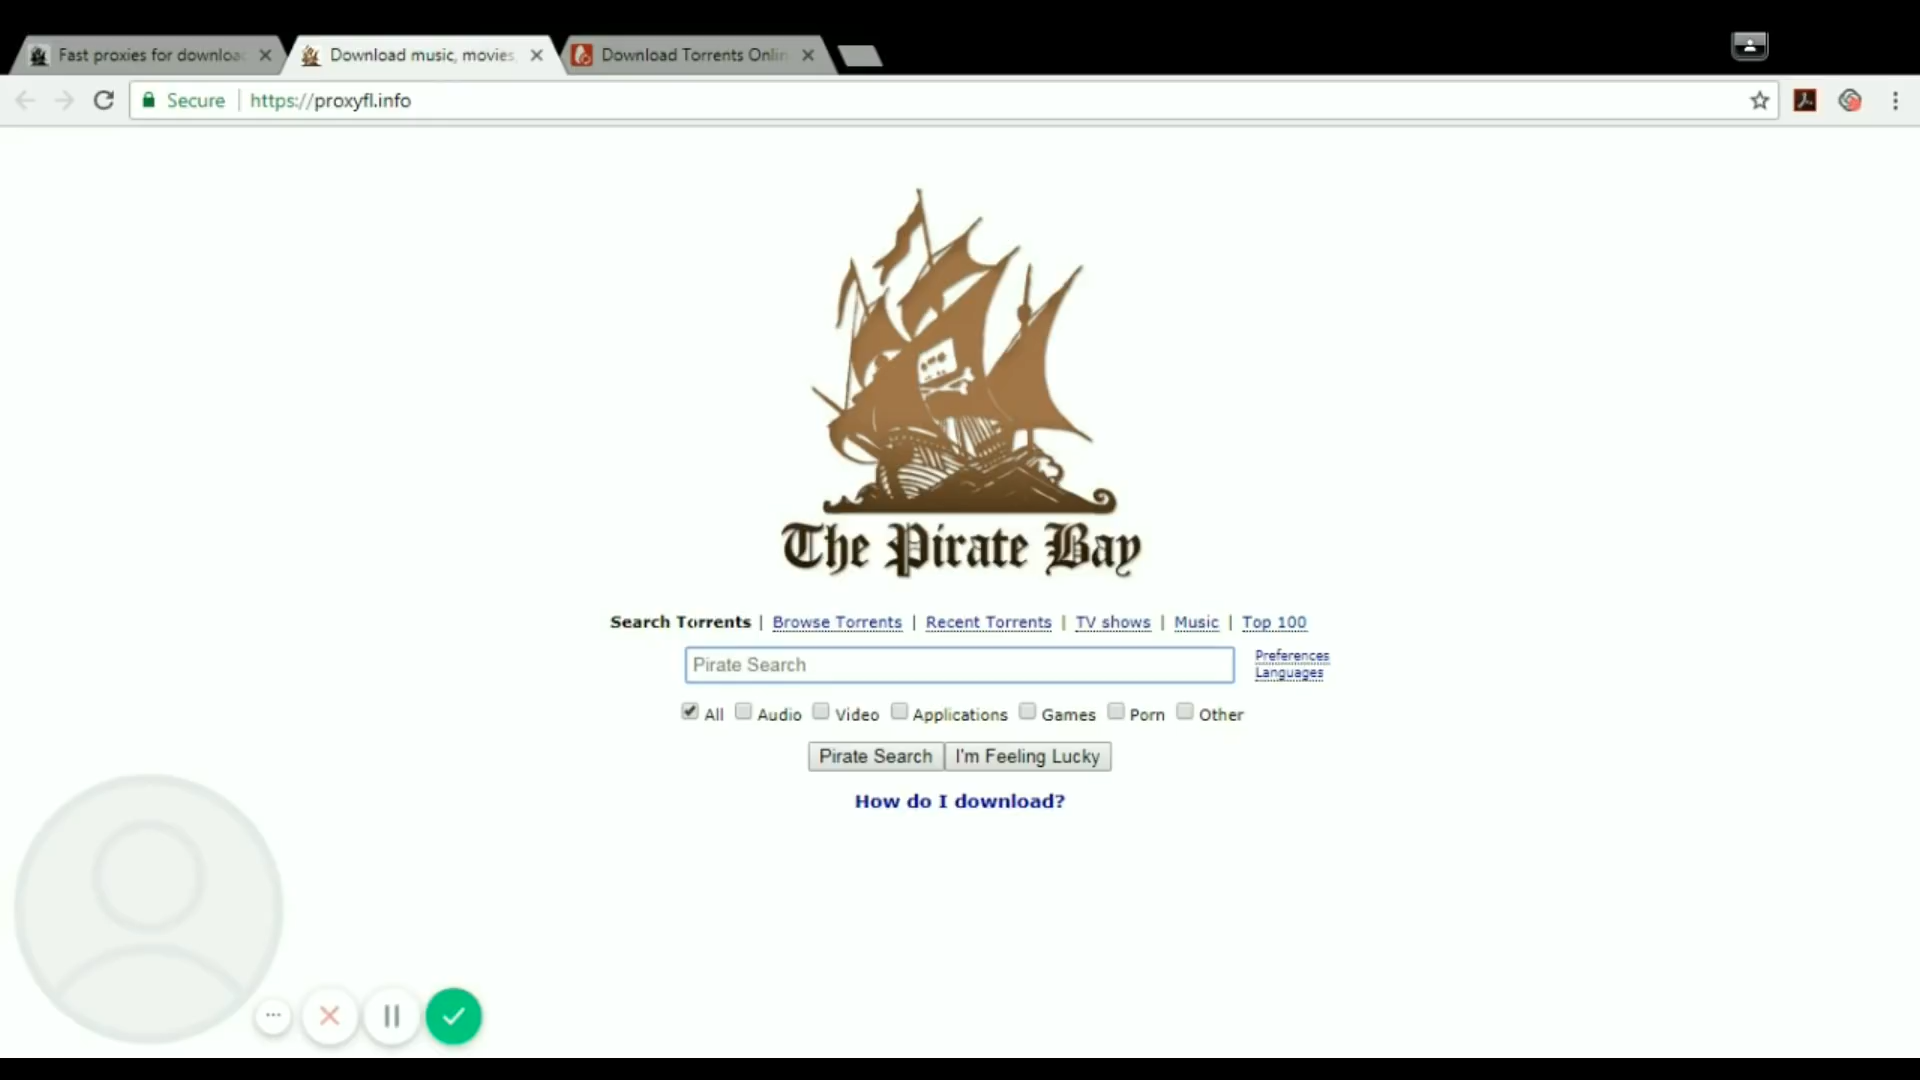 Fast proxies for downloa
Download music, movies,
Download Torrents Onlin
Secure
https://proxyfl.info
The Pirate Bay
Search Torrents | Browse Torrents | Recent Torrents | TV shows | Music | Top 100
Pirate Search
Preferences
Languages
All Audio Video Applications Games Porn Other
Pirate Search I'm Feeling Lucky
How do I download?